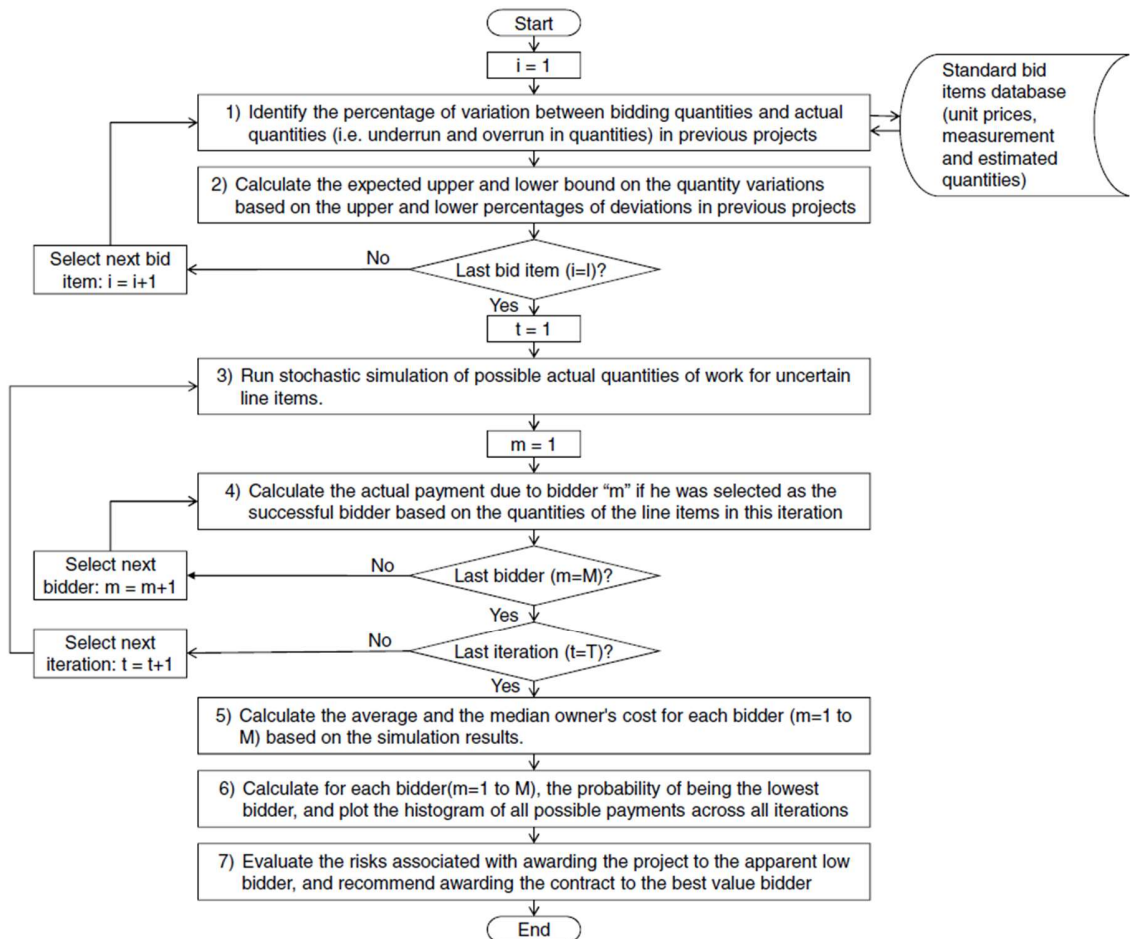 Start
i = 1
1) Identify the percentage of variation between bidding quantities and actual
quantities (i.e. underrun and overrun in quantities) in previous projects
Standard bid
items database
(unit prices,
measurement
and estimated
quantities)
2) Calculate the expected upper and lower bound on the quantity variations
based on the upper and lower percentages of deviations in previous projects
Select next bid
item: i = i+1
No
Last bid item (i=I)?
Yes
t = 1
3) Run stochastic simulation of possible actual quantities of work for uncertain
line items.
m = 1
4) Calculate the actual payment due to bidder “m” if he was selected as the
successful bidder based on the quantities of the line items in this iteration
Select next
bidder: m = m+1
No
Last bidder (m=M)?
Yes
Select next
iteration: t = t+1
No
Last iteration (t=T)?
Yes
5) Calculate the average and the median owner's cost for each bidder (m=1 to
M) based on the simulation results.
6) Calculate for each bidder(m=1 to M), the probability of being the lowest
bidder, and plot the histogram of all possible payments across all iterations
7) Evaluate the risks associated with awarding the project to the apparent low
bidder, and recommend awarding the contract to the best value bidder
End